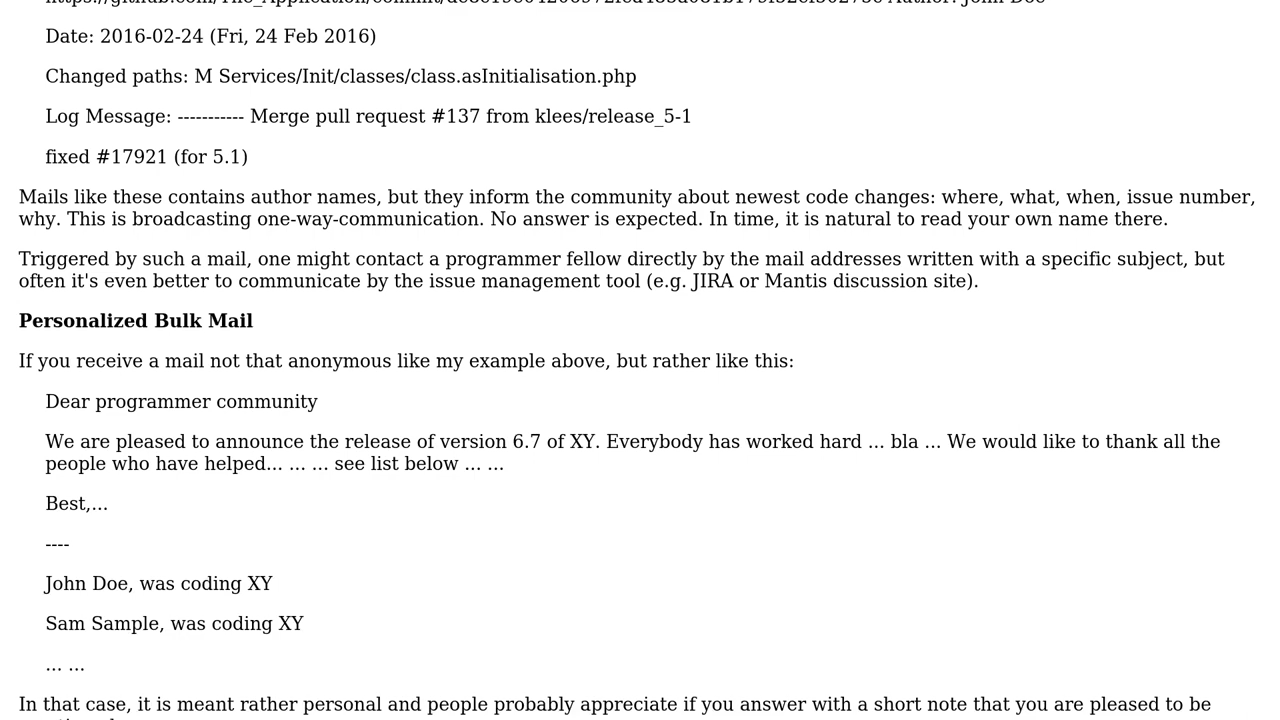 Date: 2016-02-24 (Fri, 24 Feb 2016)
Changed paths: M Services/Init/classes/class.asInitialisation.php
Log Message: ----------- Merge pull request #137 from klees/release_5-1
fixed #17921 (for 5.1)
Mails like these contains author names, but they inform the community about newest code changes: where, what, when, issue number,
why. This is broadcasting one-way-communication. No answer is expected. In time, it is natural to read your own name there.
Triggered by such a mail, one might contact a programmer fellow directly by the mail addresses written with a specific subject, but
often it's even better to communicate by the issue management tool (e.g. JIRA or Mantis discussion site).
Personalized Bulk Mail
If you receive a mail not that anonymous like my example above, but rather like this:
Dear programmer community
We are pleased to announce the release of version 6.7 of XY. Everybody has worked hard ... bla ... We would like to thank all the
people who have helped... ... ... see list below ... ...
Best,...
----
John Doe, was coding XY
Sam Sample, was coding XY
... ...
In that case, it is meant rather personal and people probably appreciate if you answer with a short note that you are pleased to be